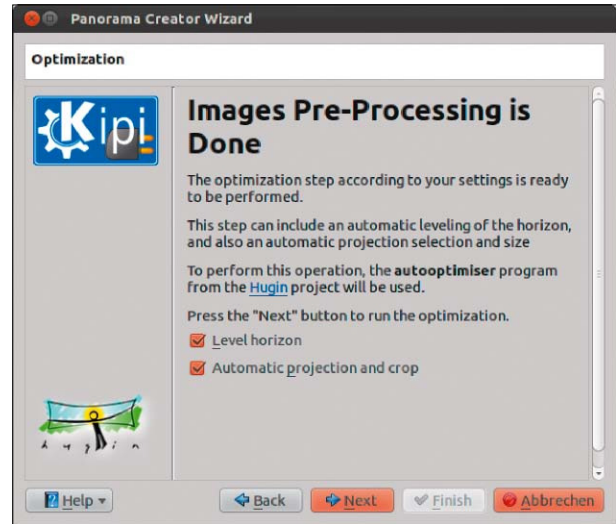 Panorama Creator Wizard
Optimization
Kipi
Images Pre-Processing is
Done
The optimization step according to your settings is ready
to be performed.
This step can include an automatic leveling of the horizon,
and also an automatic projection selection and size
To perform this operation, the autooptimiser program
from the Hugin project will be used.
Press the "Next" button to run the optimization.
Level horizon
Automatic projection and crop
hugin
Help
Back
Next
Finish
Abbrechen